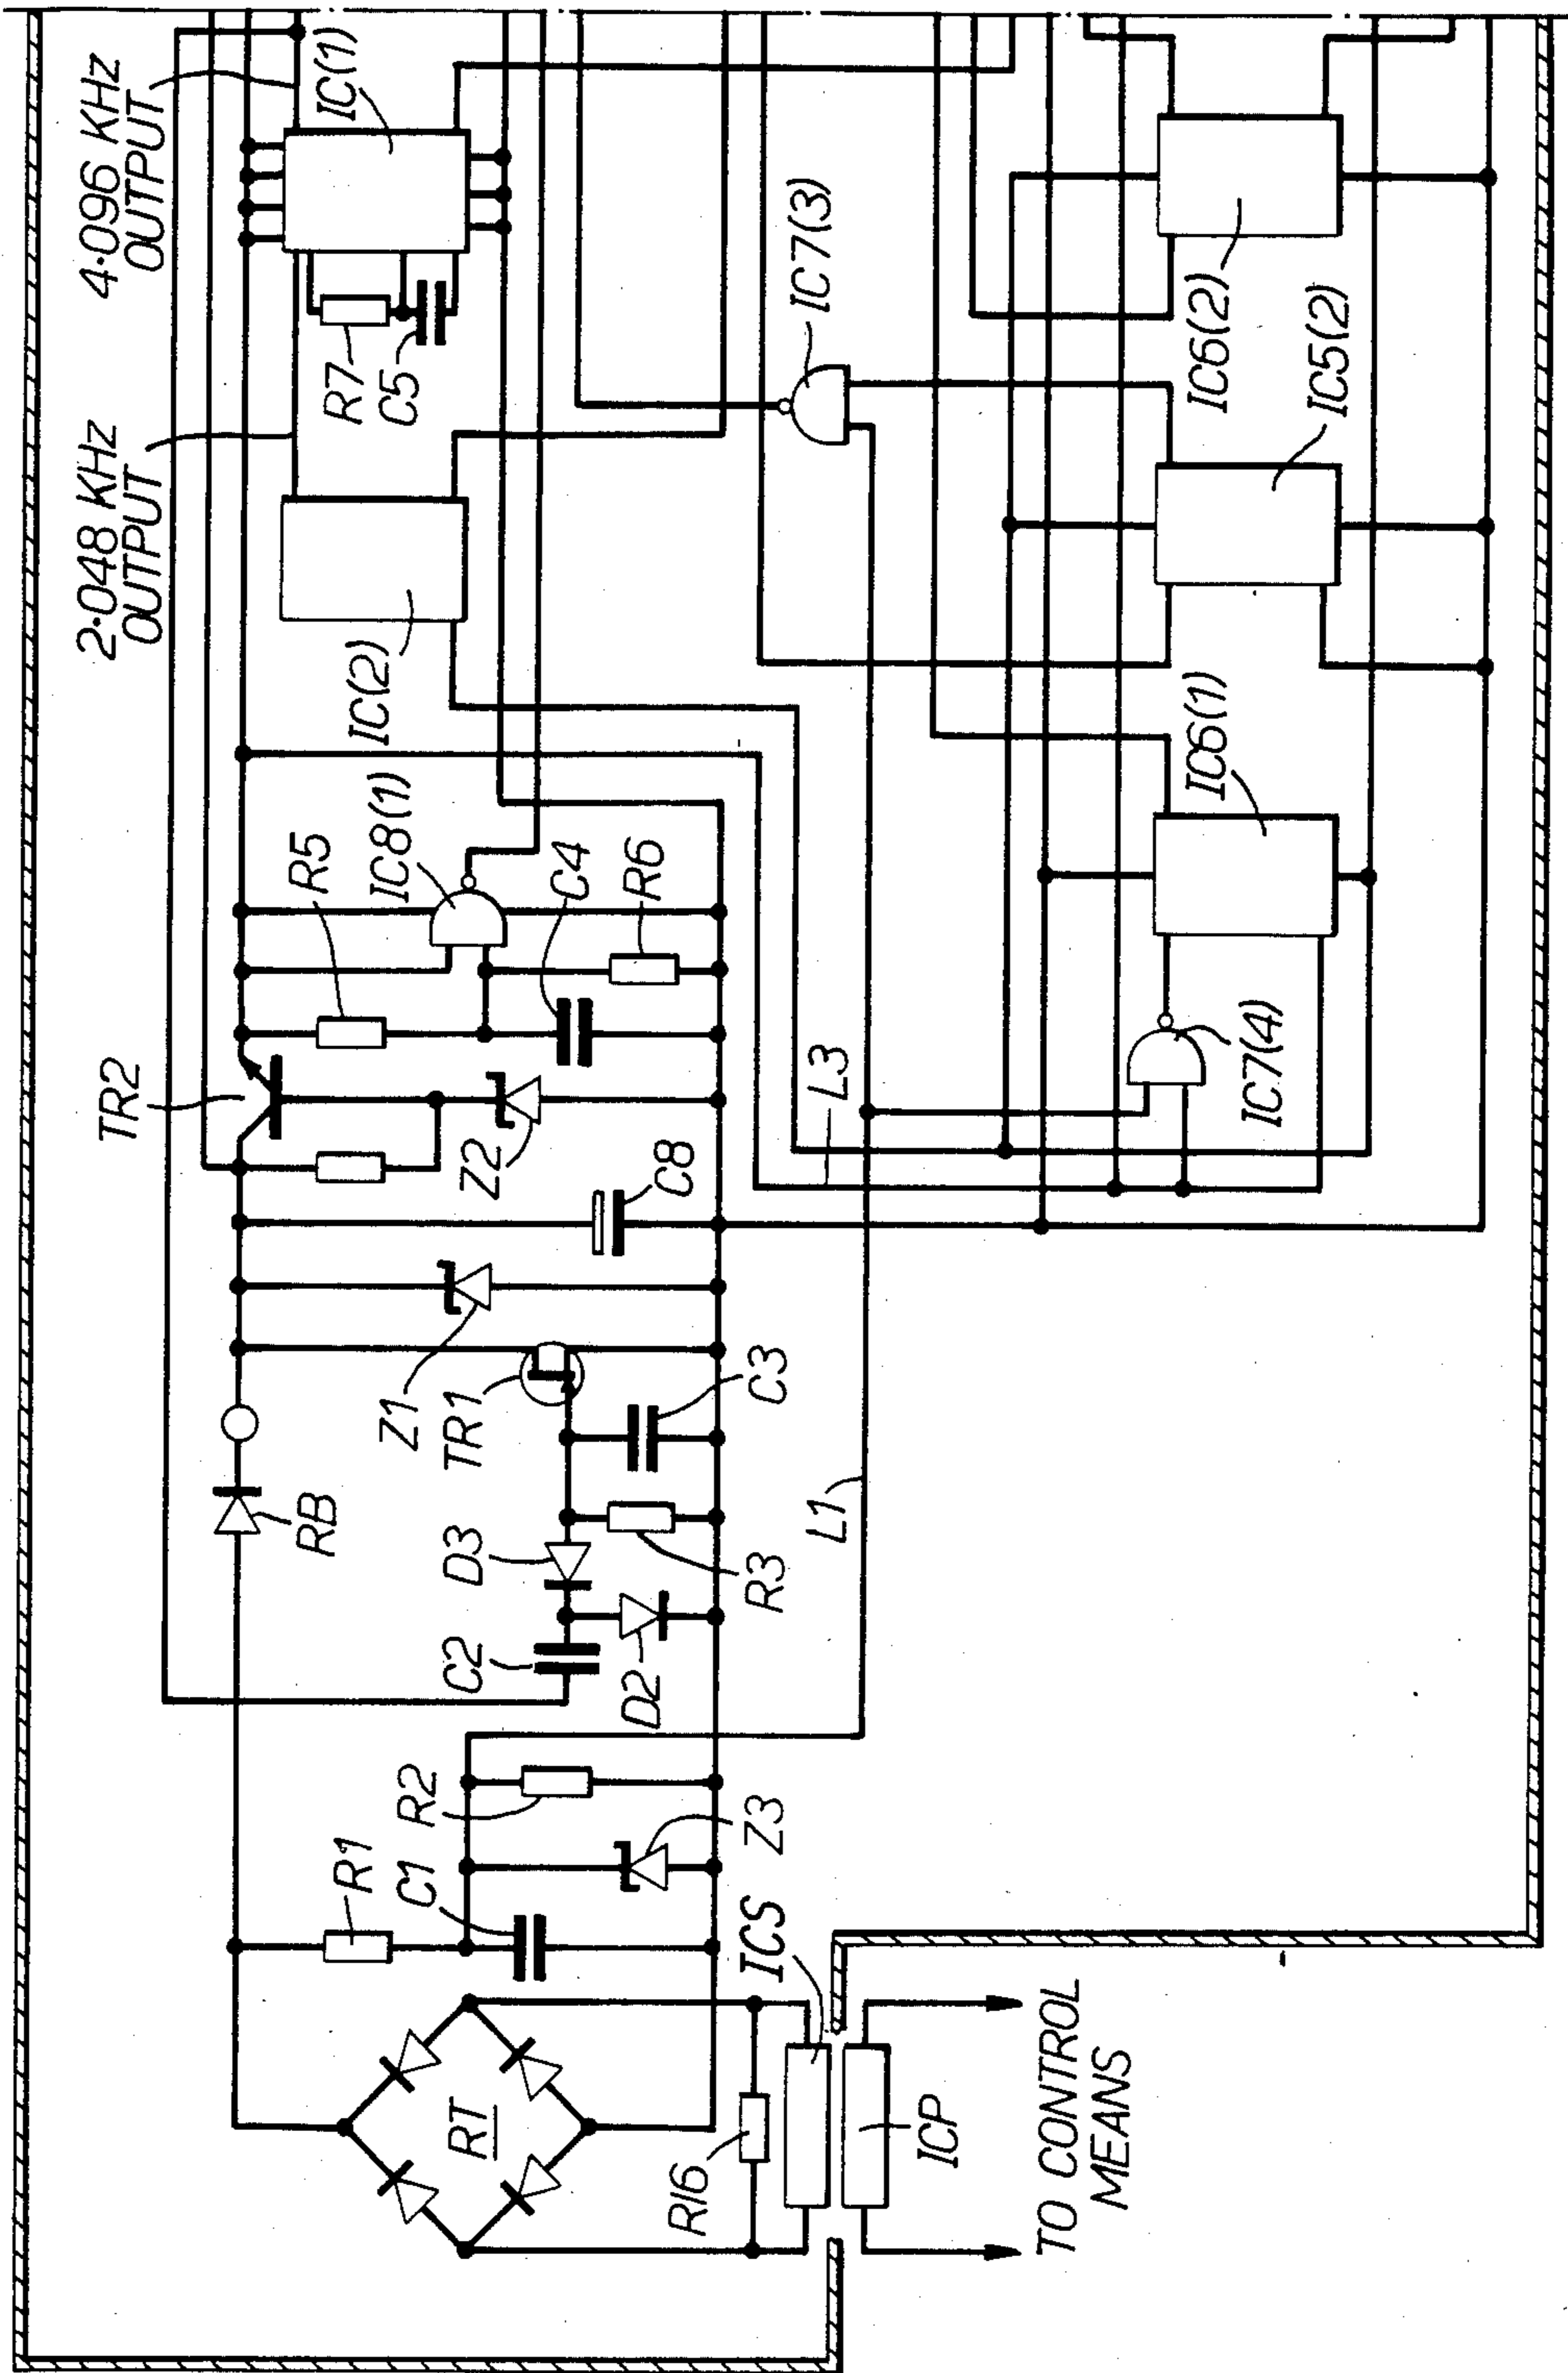 4·096 KHz
OUTPUT
IC(1)
2·048 KHz
OUTPUT
R7
C5
IC7(3)
IC6(2)
IC5(2)
IC(2)
IC8(1)
R5
C4
R6
IC6(1)
TR2
Z2
C8
L3
IC7(4)
Z1
TR1
C3
RB
D3
R3
C2
D2
L1
R2
Z3
R1
C1
ICS
RT
R16
ICP
TO CONTROL
MEANS